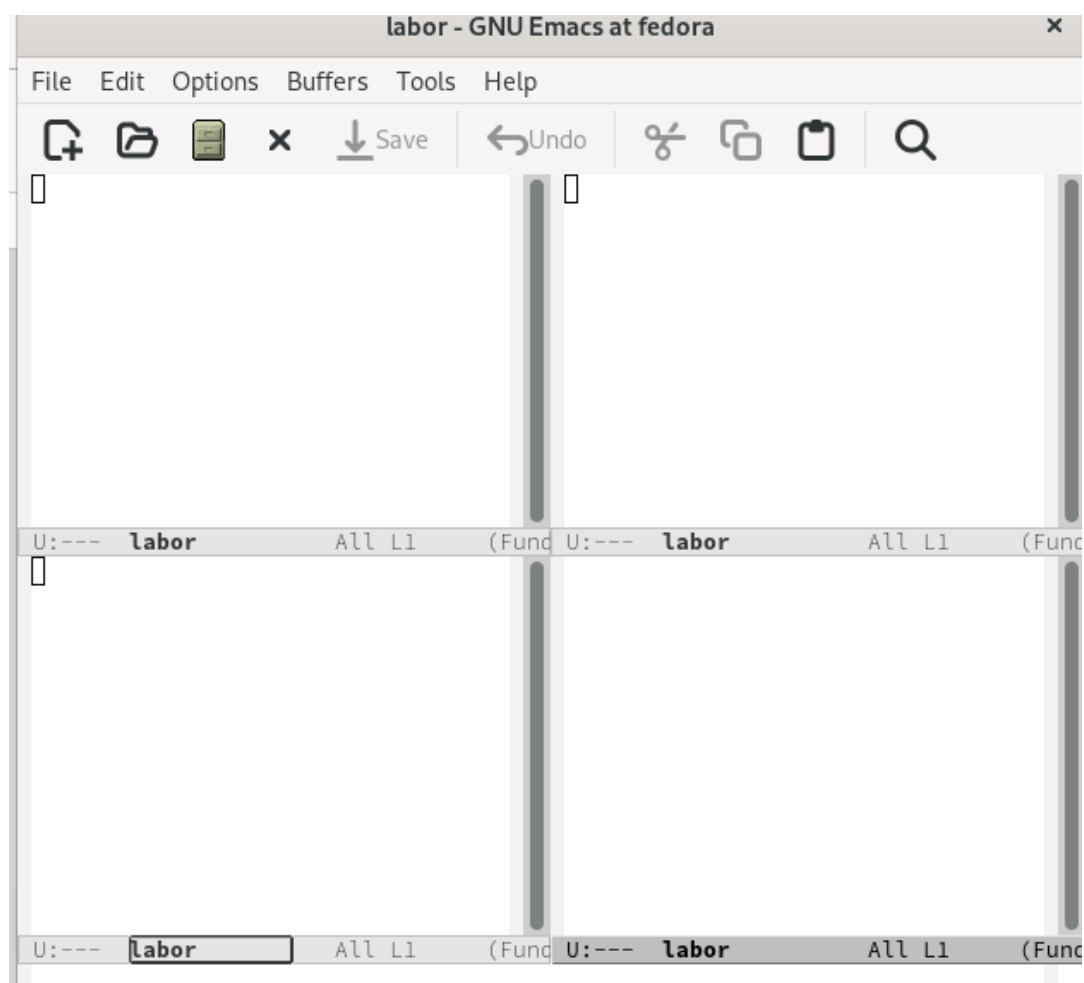 labor - GNU Emacs at fedora
File Edit Options Buffers Tools Help
Save Undo
U:--- labor All L1 (Fund U:--- labor All L1 (Func
U:--- labor All L1 (Fund U:--- labor All L1 (Func